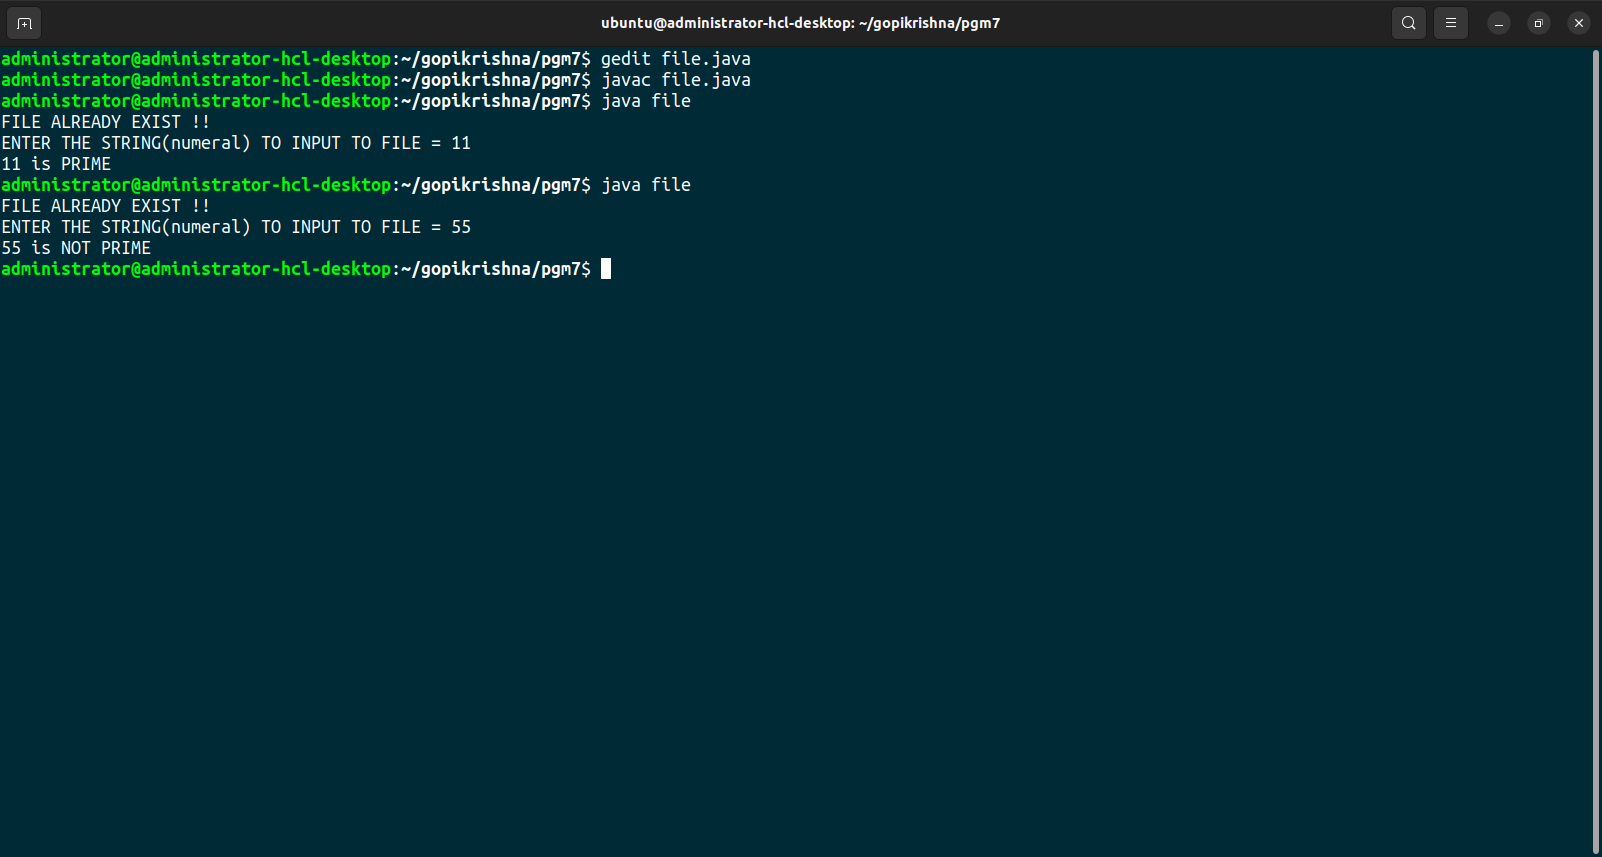 ubuntu@administrator-hcl-desktop: ~/gopikrishna/pgm7
administrator@administrator-hcl-desktop:~/gopikrishna/pgm7$ gedit file.java
administrator@administrator-hcl-desktop:~/gopikrishna/pgm7$ javac file.java
administrator@administrator-hcl-desktop:~/gopikrishna/pgm7$ java file
FILE ALREADY EXIST !!
ENTER THE STRING(numeral) TO INPUT TO FILE = 11
11 is PRIME
administrator@administrator-hcl-desktop:~/gopikrishna/pgm7$ java file
FILE ALREADY EXIST !!
ENTER THE STRING(numeral) TO INPUT TO FILE = 55
55 is NOT PRIME
administrator@administrator-hcl-desktop:~/gopikrishna/pgm7$